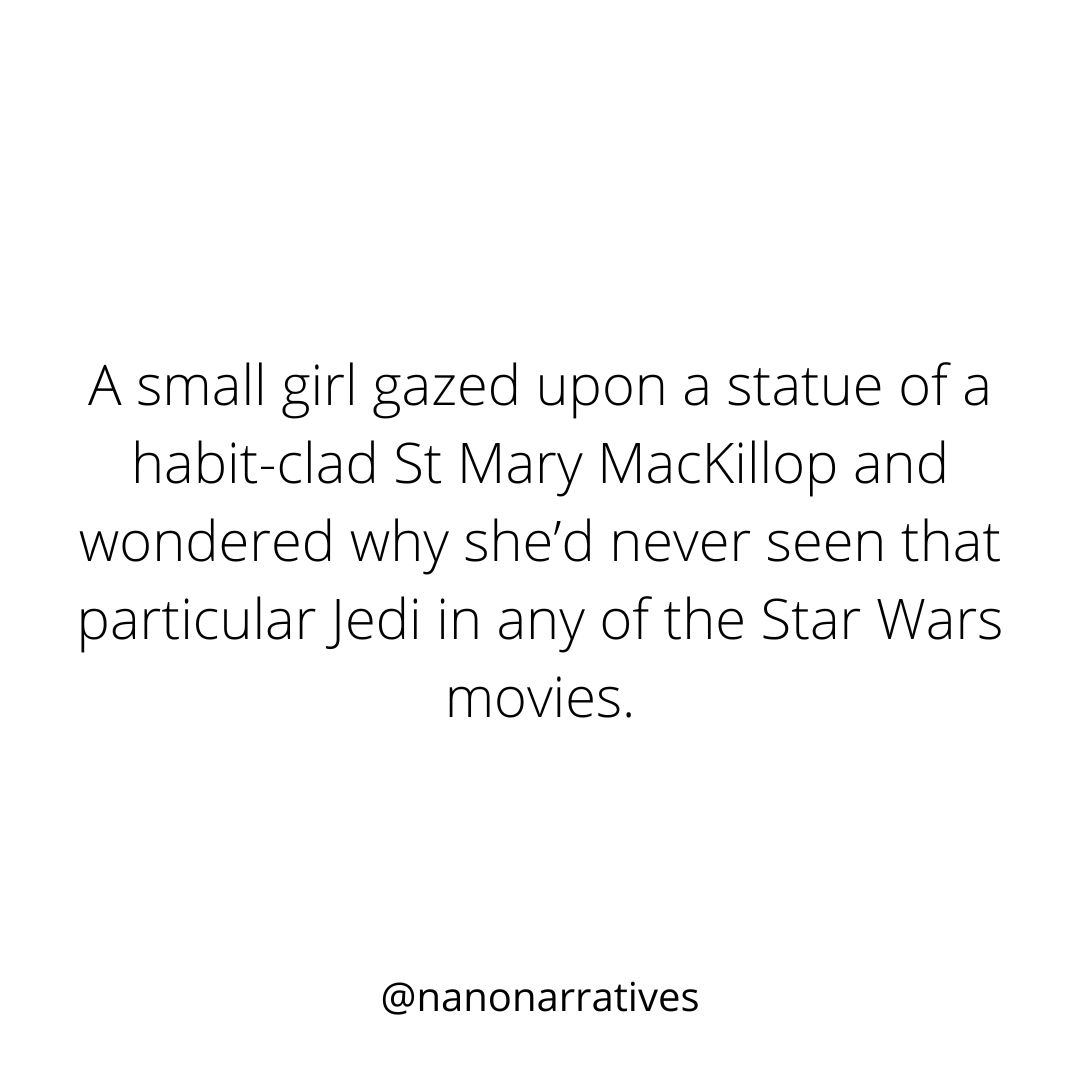 A small girl gazed upon a statue of a
habit-clad St Mary MacKillop and
wondered why she’d never seen that
particular Jedi in any of the Star Wars
movies.
@nanonarratives